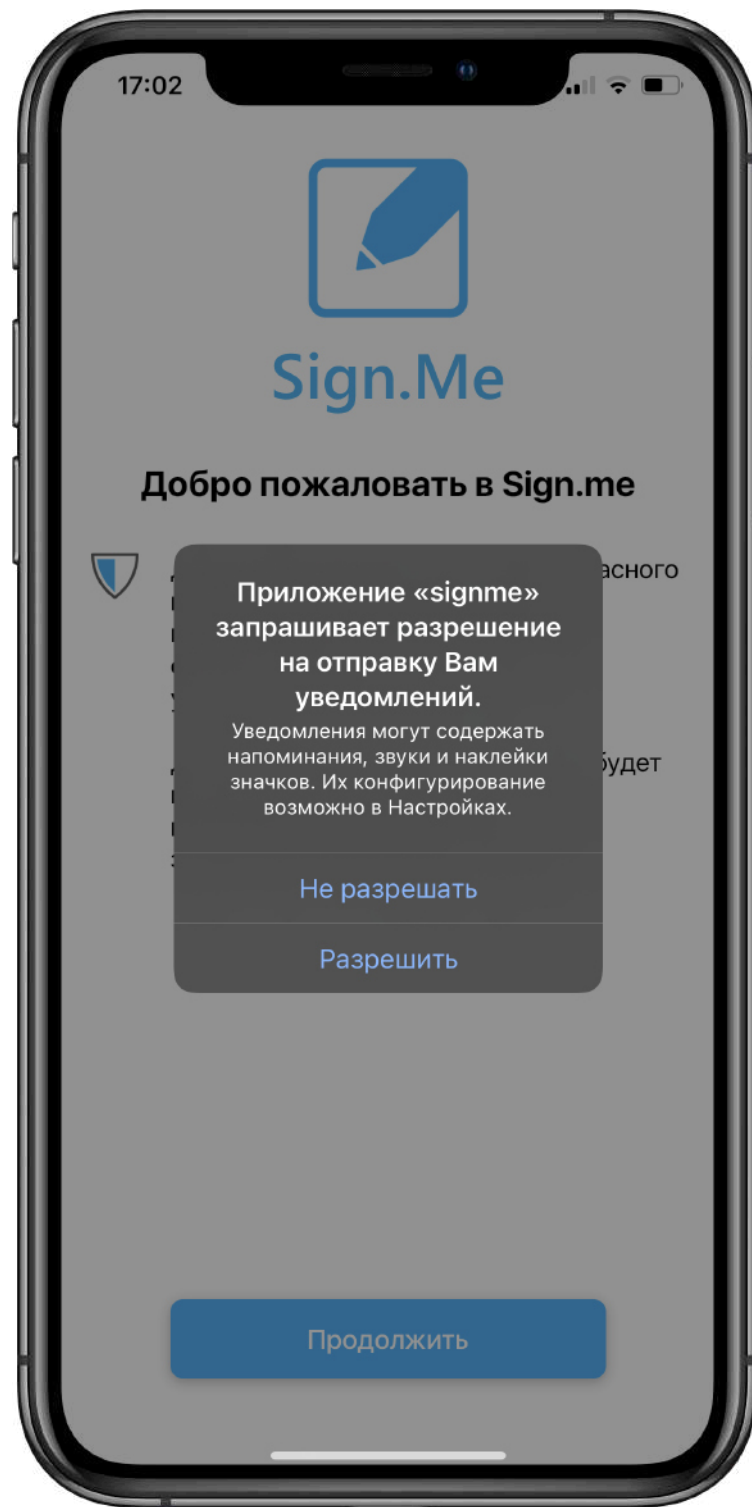 17:02
Sign.Me
Добро пожаловать в Sign.me
асного
Приложение «signme»
запрашивает разрешение
на отправку Вам
уведомлений.
Уведомления могут содержать
напоминания, звуки и наклейки
будет
значков. Их конфигурирование
возможно в Настройках.
Не разрешать
Разрешить
Продолжить